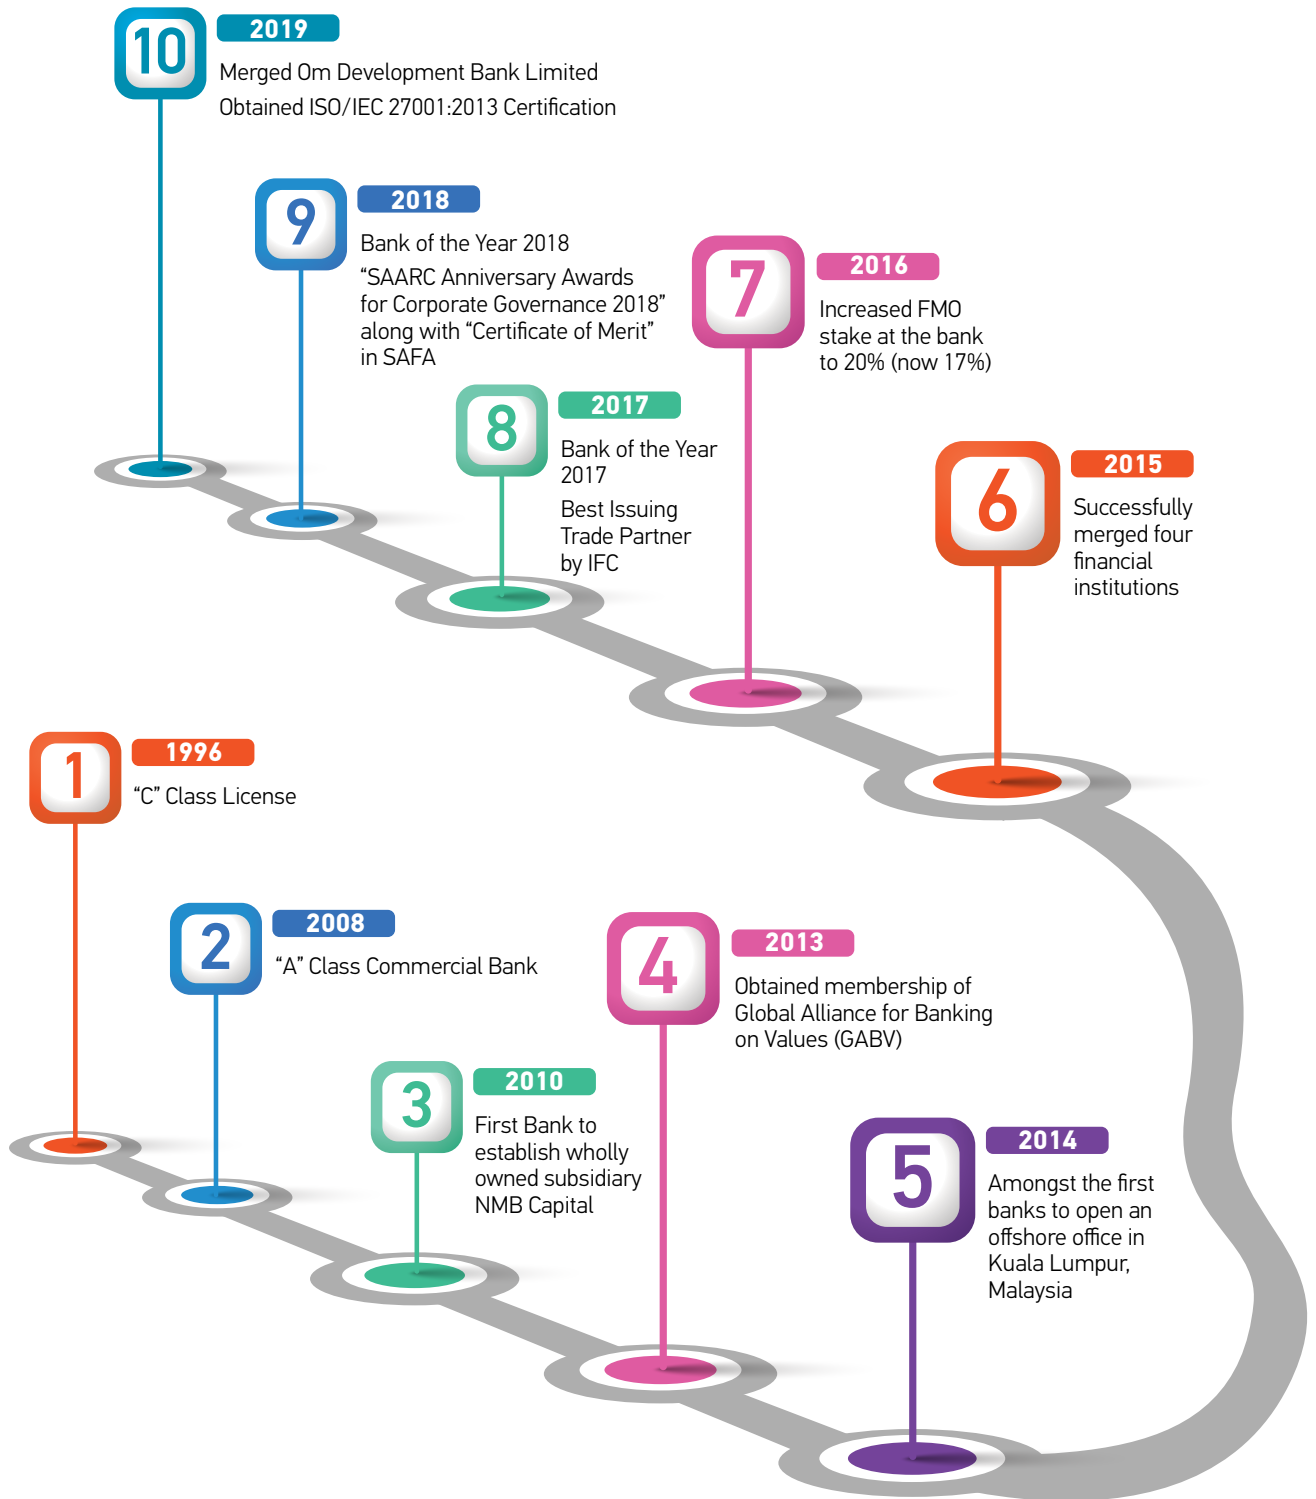 10
2019
Merged Om Development Bank Limited
Obtained ISO/IEC 27001:2013 Certification
9
2018
Bank of the Year 2018
“SAARC Anniversary Awards
for Corporate Governance 2018”
along with “Certificate of Merit”
in SAFA
8
2017
Bank of the Year
2017
Best Issuing
Trade Partner
by IFC
7
2016
Increased FMO
stake at the bank
to 20% (now 17%)
6
2015
Successfully
merged four
financial
institutions
1
1996
“C” Class License
2
2008
“A” Class Commercial Bank
3
2010
First Bank to
establish wholly
owned subsidiary
NMB Capital
4
2013
Obtained membership of
Global Alliance for Banking
on Values (GABV)
5
2014
Amongst the first
banks to open an
offshore office in
Kuala Lumpur,
Malaysia